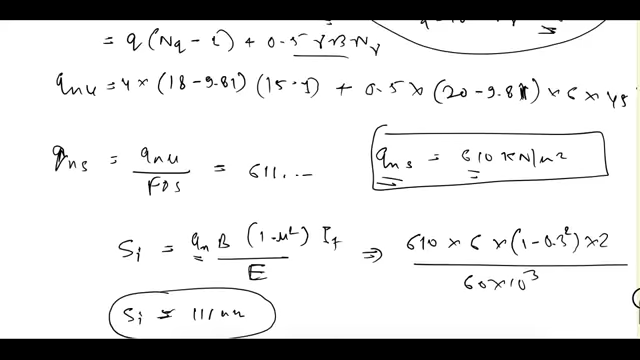 = q (Nq - 1) + 0.5 γ B Nγ
qnu = 4 × (18 - 9.81) (15.1) + 0.5 × (20 - 9.81) × 6 × 45
qns = qnu / FOS = 611....
qns = 610 kN/m2
Si = qn B (1 - μ²) If / E ⇒ 610 × 6 × (1 - 0.3²) × 2 / 60 × 10³
Si = 111 mm